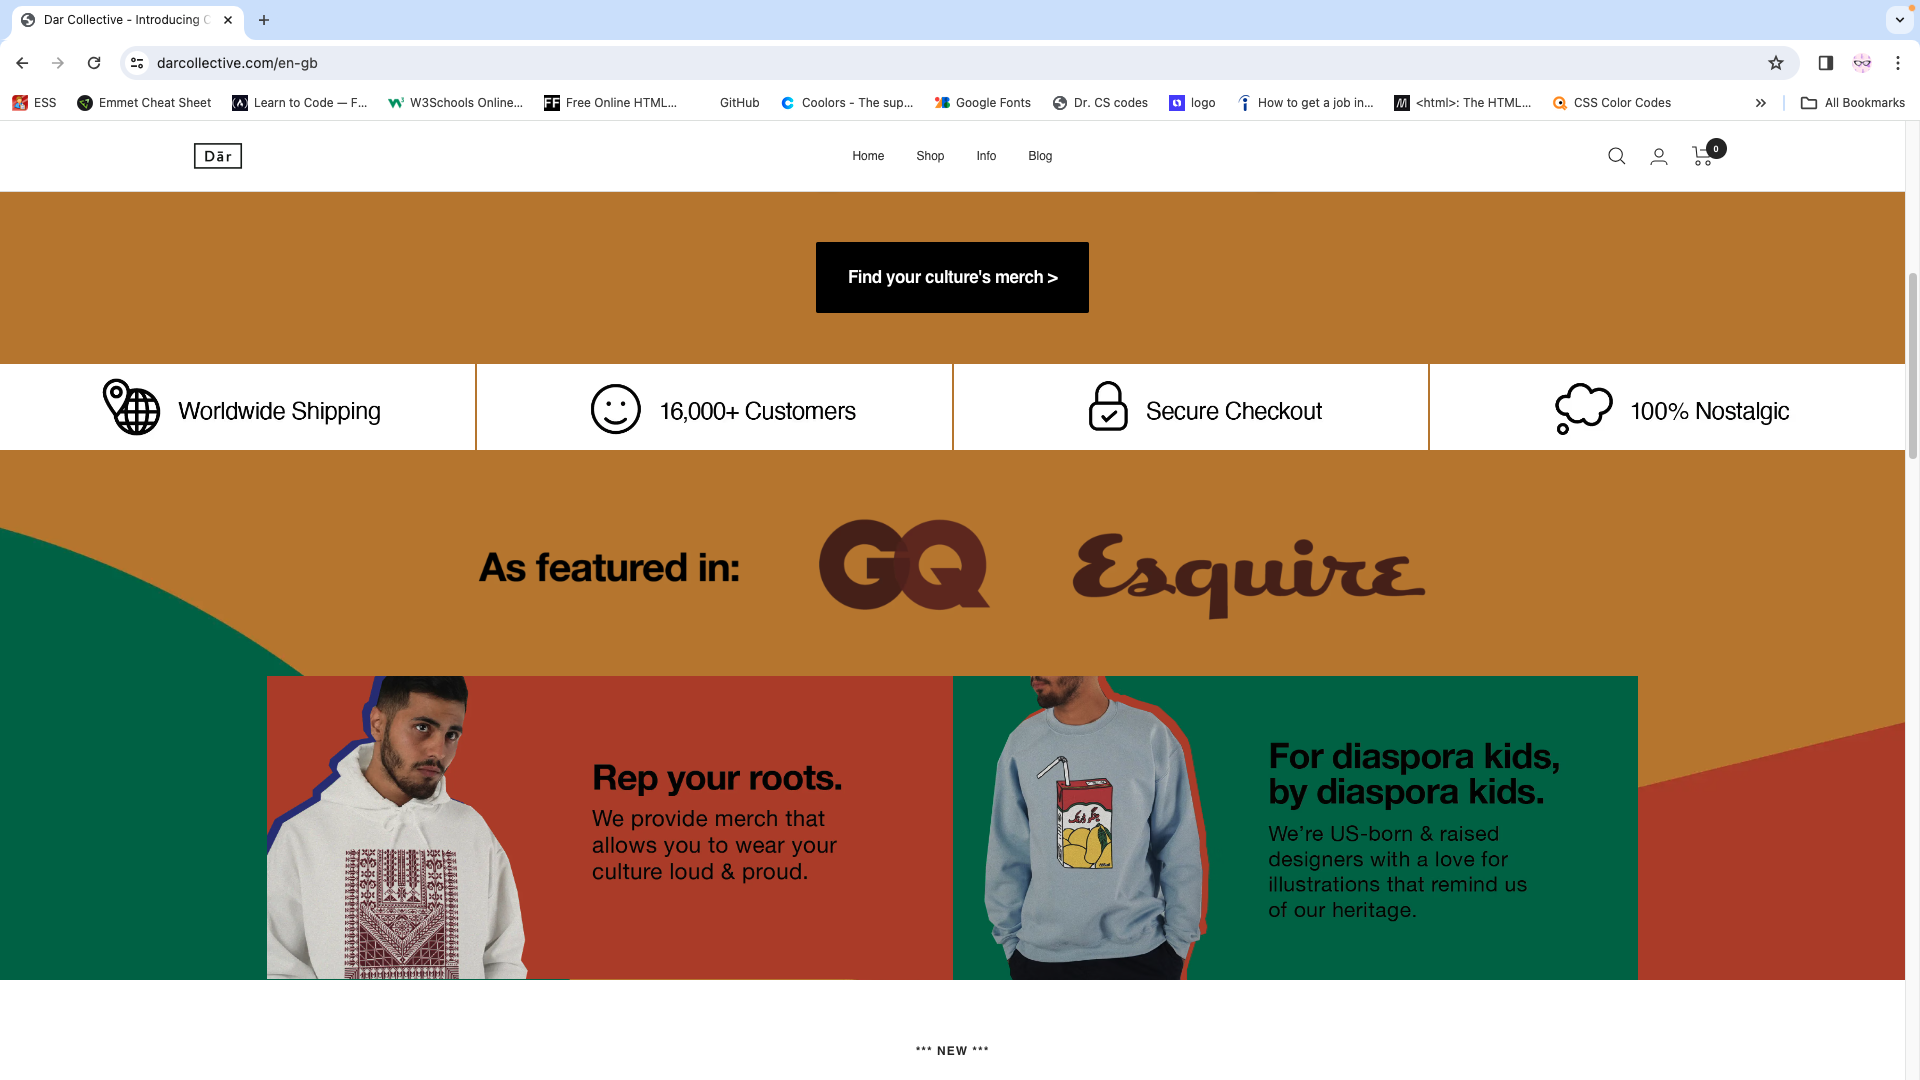 Dar Collective - Introducing C
darcollective.com/en-gb
ESS
Emmet Cheat Sheet
Learn to Code — F...
W3Schools Online...
FF
Free Online HTML...
GitHub
Coolors - The sup...
Google Fonts
Dr. CS codes
logo
How to get a job in...
<html>: The HTML...
CSS Color Codes
All Bookmarks
Dār
Home
Shop
Info
Blog
0
Find your culture's merch >
Worldwide Shipping
16,000+ Customers
Secure Checkout
100% Nostalgic
As featured in:
GQ
Esquire
Rep your roots.
We provide merch that
allows you to wear your
culture loud & proud.
For diaspora kids,
by diaspora kids.
We're US-born & raised
designers with a love for
illustrations that remind us
of our heritage.
*** NEW ***